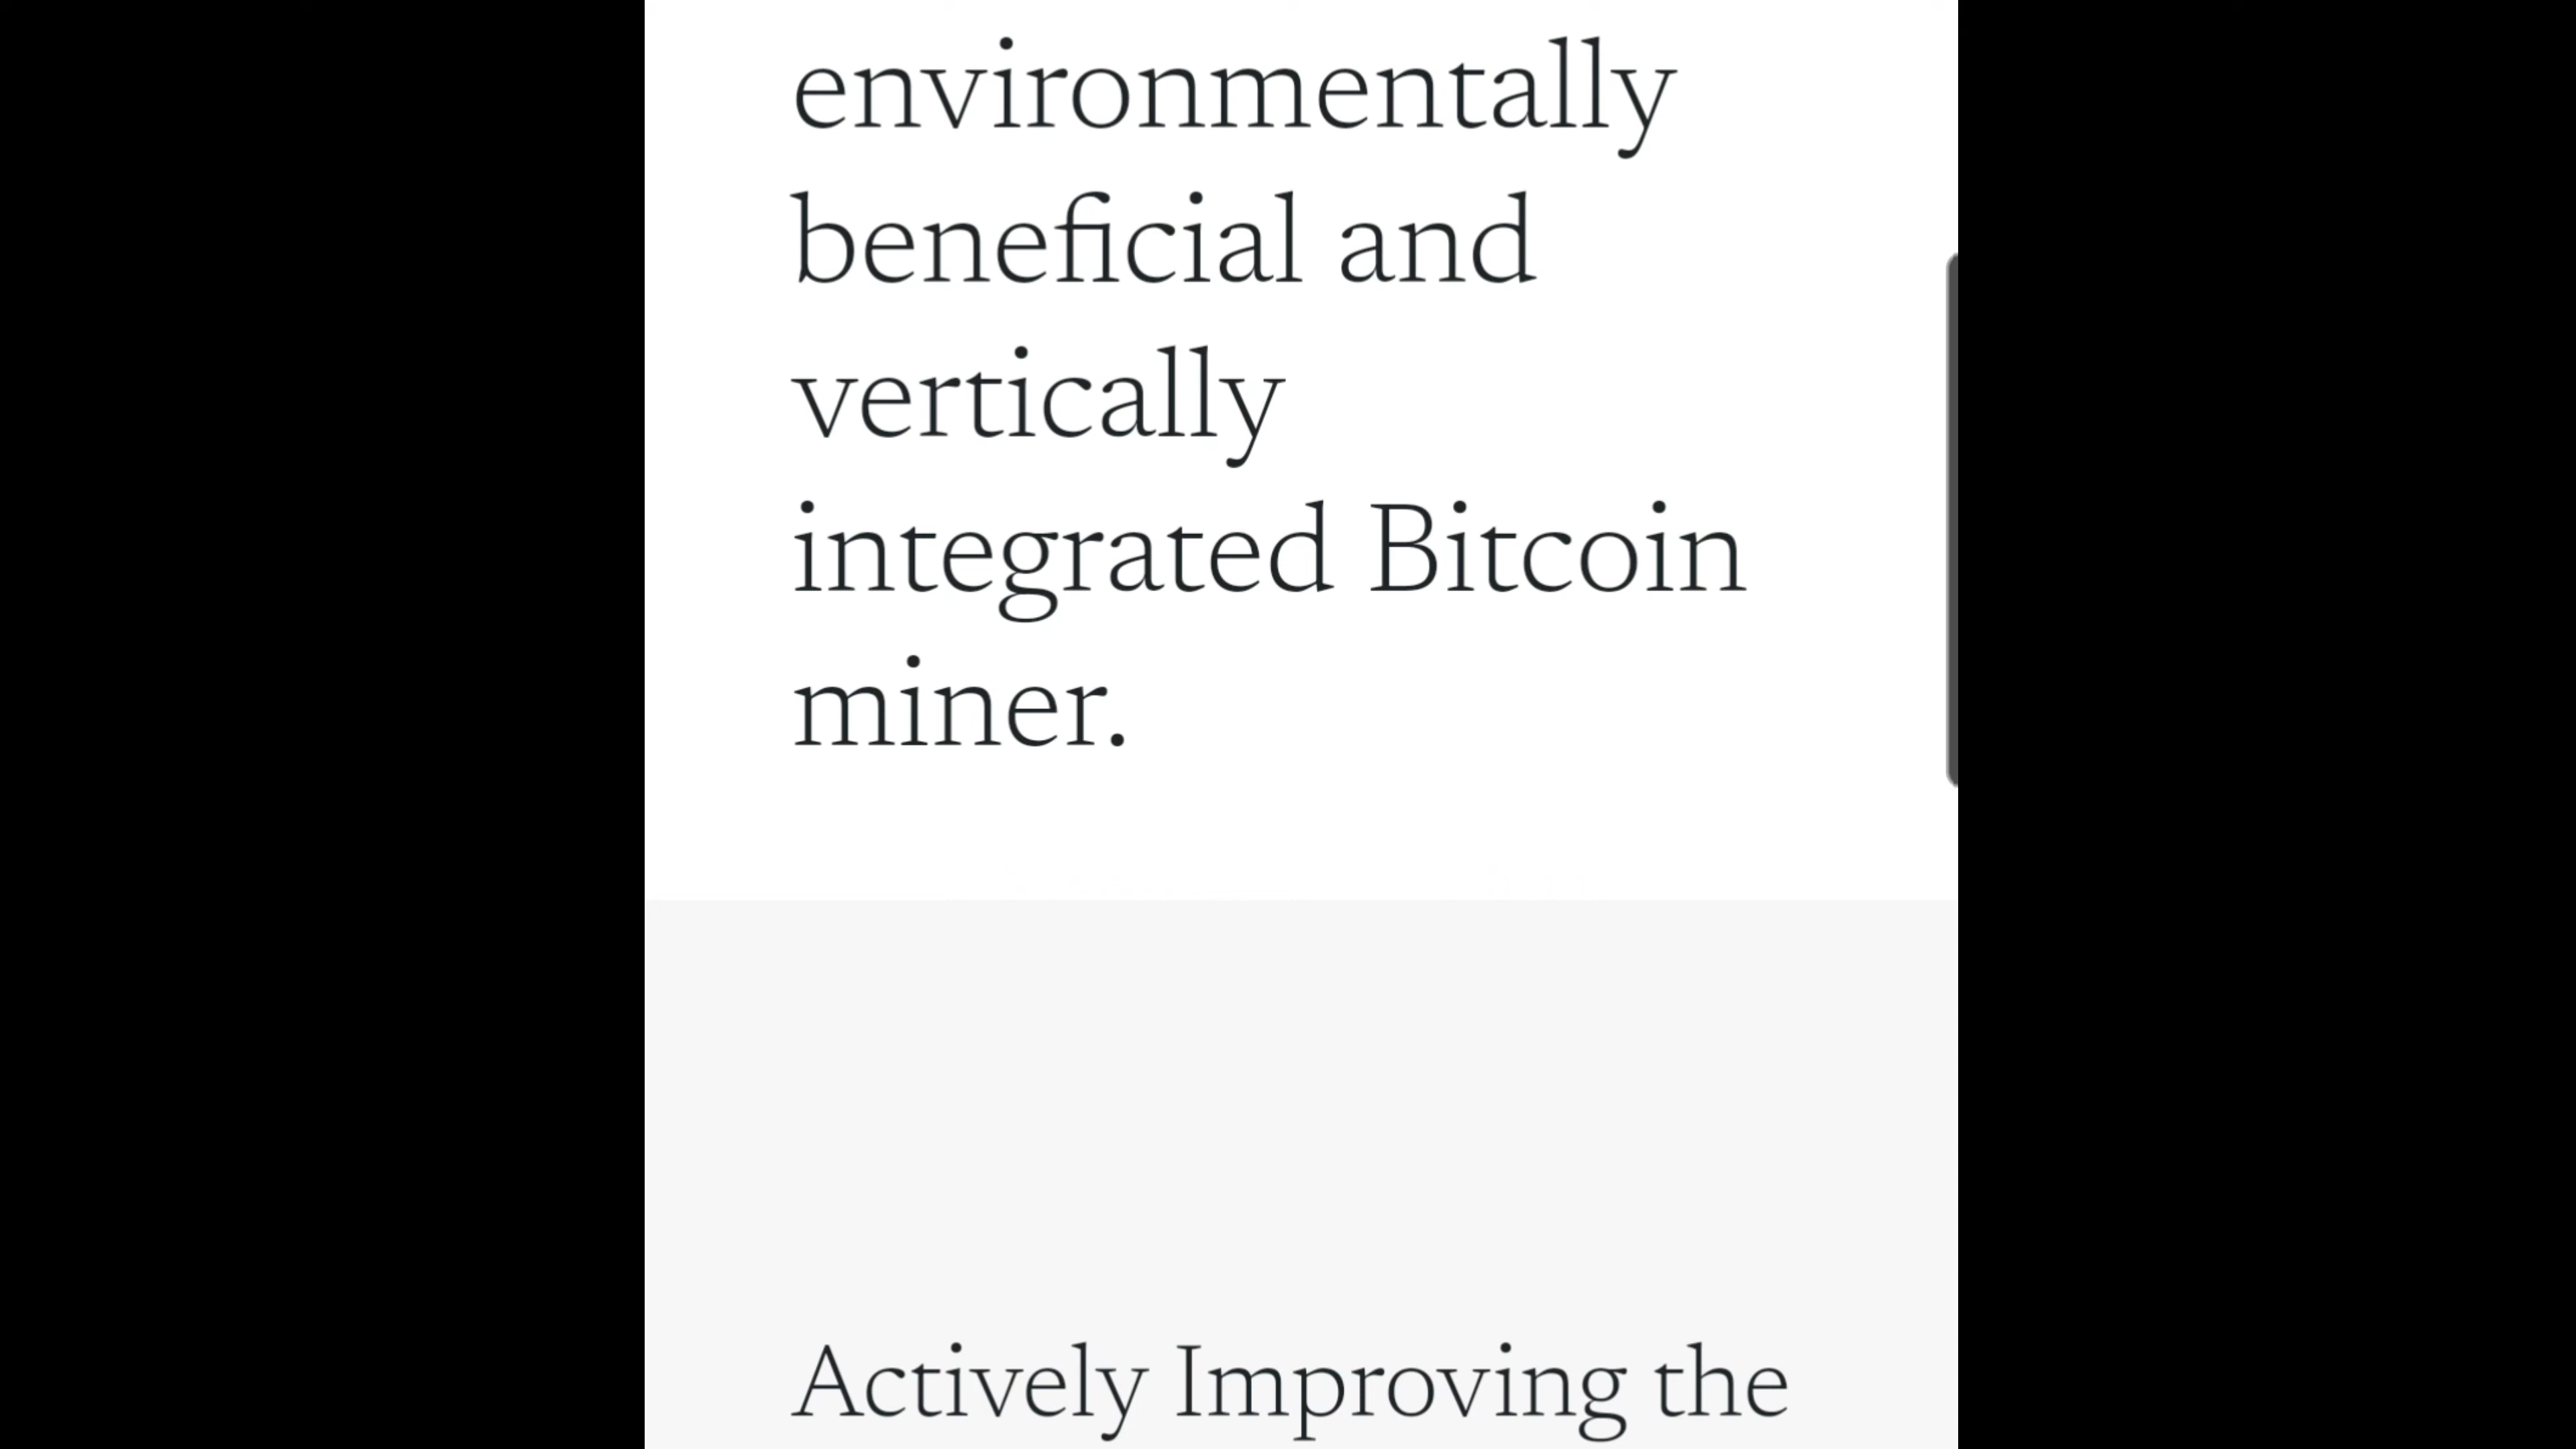 environmentally
beneficial and
vertically
integrated Bitcoin
miner.
Actively Improving the